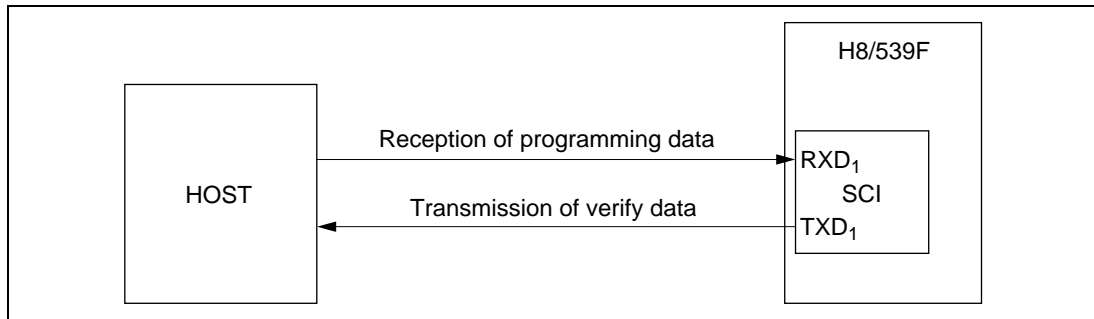 H8/539F
Reception of programming data
RXD₁
HOST
SCI
Transmission of verify data
TXD₁